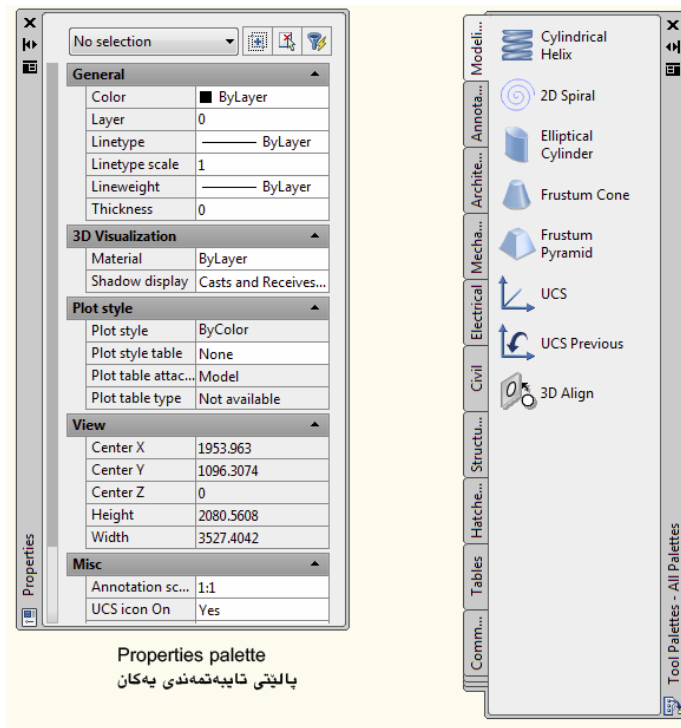 No selection
General
Color ByLayer
Layer 0
Linetype ByLayer
Linetype scale 1
Lineweight ByLayer
Thickness 0
3D Visualization
Material ByLayer
Shadow display Casts and Receives...
Plot style
Plot style ByColor
Plot style table None
Plot table attac... Model
Plot table type Not available
View
Center X 1953.963
Center Y 1096.3074
Center Z 0
Height 2080.5608
Width 3527.4042
Misc
Annotation sc... 1:1
UCS icon On Yes
Properties
Properties palette
پالێتی تایبەتمەندی یەکان
Modeli...
Annota...
Archite...
Mecha...
Electrical
Civil
Structu...
Hatche...
Tables
Comm...
Cylindrical
Helix
2D Spiral
Elliptical
Cylinder
Frustum Cone
Frustum
Pyramid
UCS
UCS Previous
3D Align
Tool Palettes - All Palettes